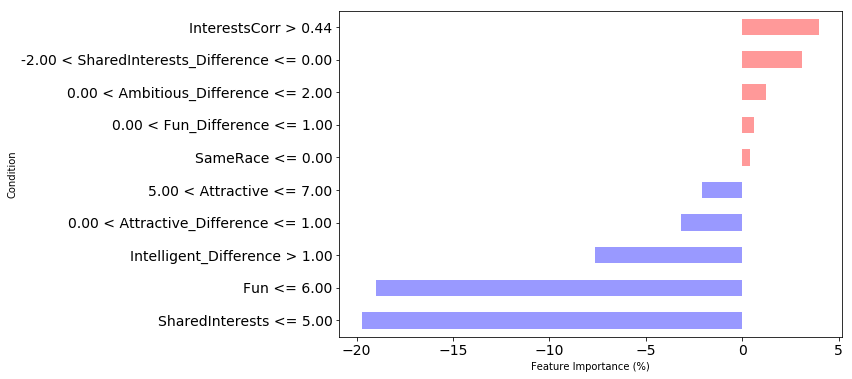 InterestsCorr > 0.44
-2.00 < SharedInterests_Difference <= 0.00
0.00 < Ambitious_Difference <= 2.00
0.00 < Fun_Difference <= 1.00
SameRace <= 0.00
5.00 < Attractive <= 7.00
0.00 < Attractive_Difference <= 1.00
Intelligent_Difference > 1.00
Fun <= 6.00
SharedInterests <= 5.00
Condition
−20 −15 −10 −5 0 5
Feature Importance (%)